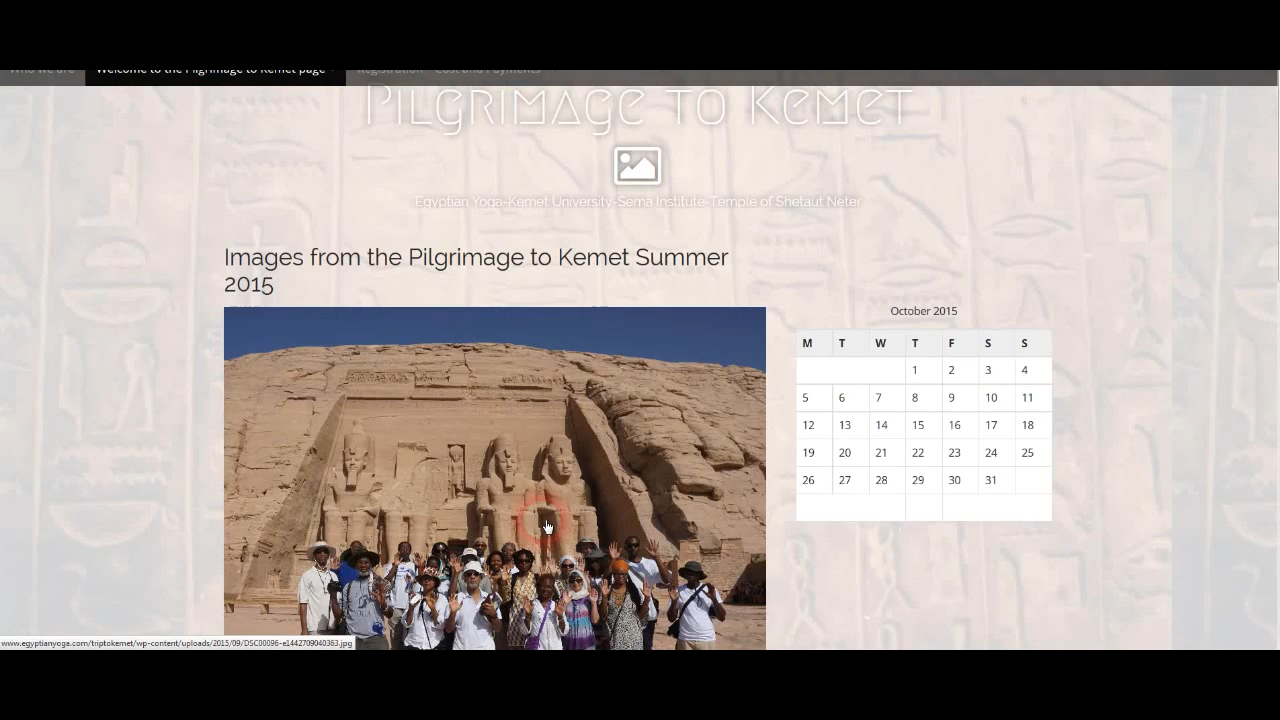 Who we are Welcome to the Pilgrimage to Kemet page Registration – Cost and Payments
Pilgrimage to Kemet
Egyptian Yoga-Kemet University-Sema Institute-Temple of Shetaut Neter
Images from the Pilgrimage to Kemet Summer
2015
October 2015
M T W T F S S
1 2 3 4
5 6 7 8 9 10 11
12 13 14 15 16 17 18
19 20 21 22 23 24 25
26 27 28 29 30 31
www.egyptianyoga.com/triptokemet/wp-content/uploads/2015/09/DSC00096-e1442709040363.jpg